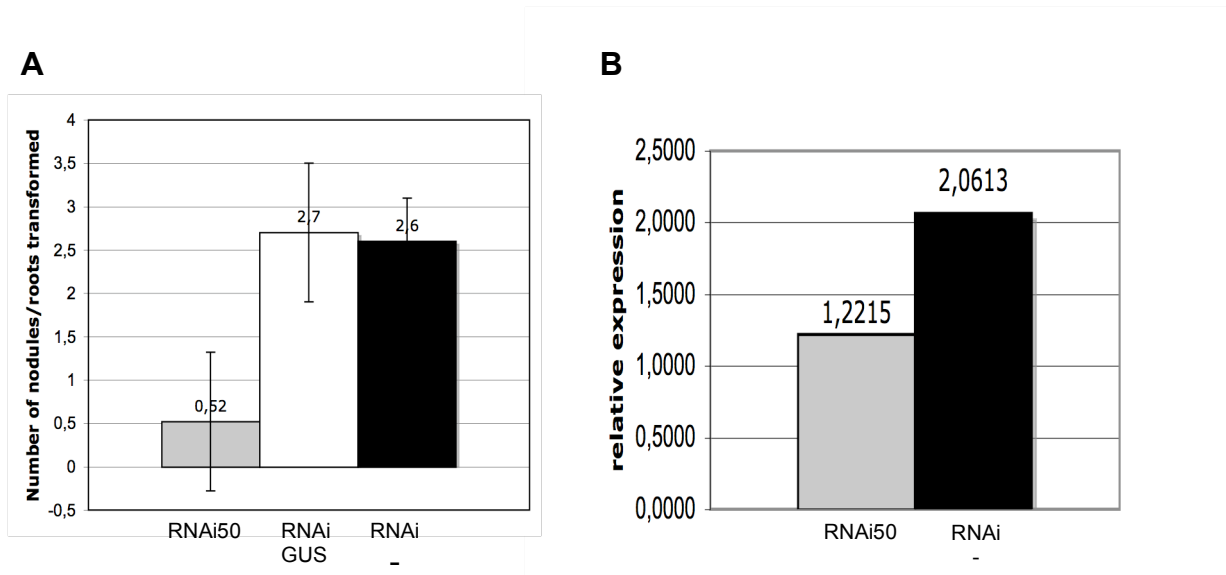 A
Number of nodules/roots transformed
4
3,5
3
2,5
2
1,5
1
0,5
0
-0,5
0,52
2,7
2,6
RNAi50
RNAi
GUS
RNAi
-
B
relative expression
2,5000
2,0000
1,5000
1,0000
0,5000
0,0000
1,2215
2,0613
RNAi50
RNAi
-